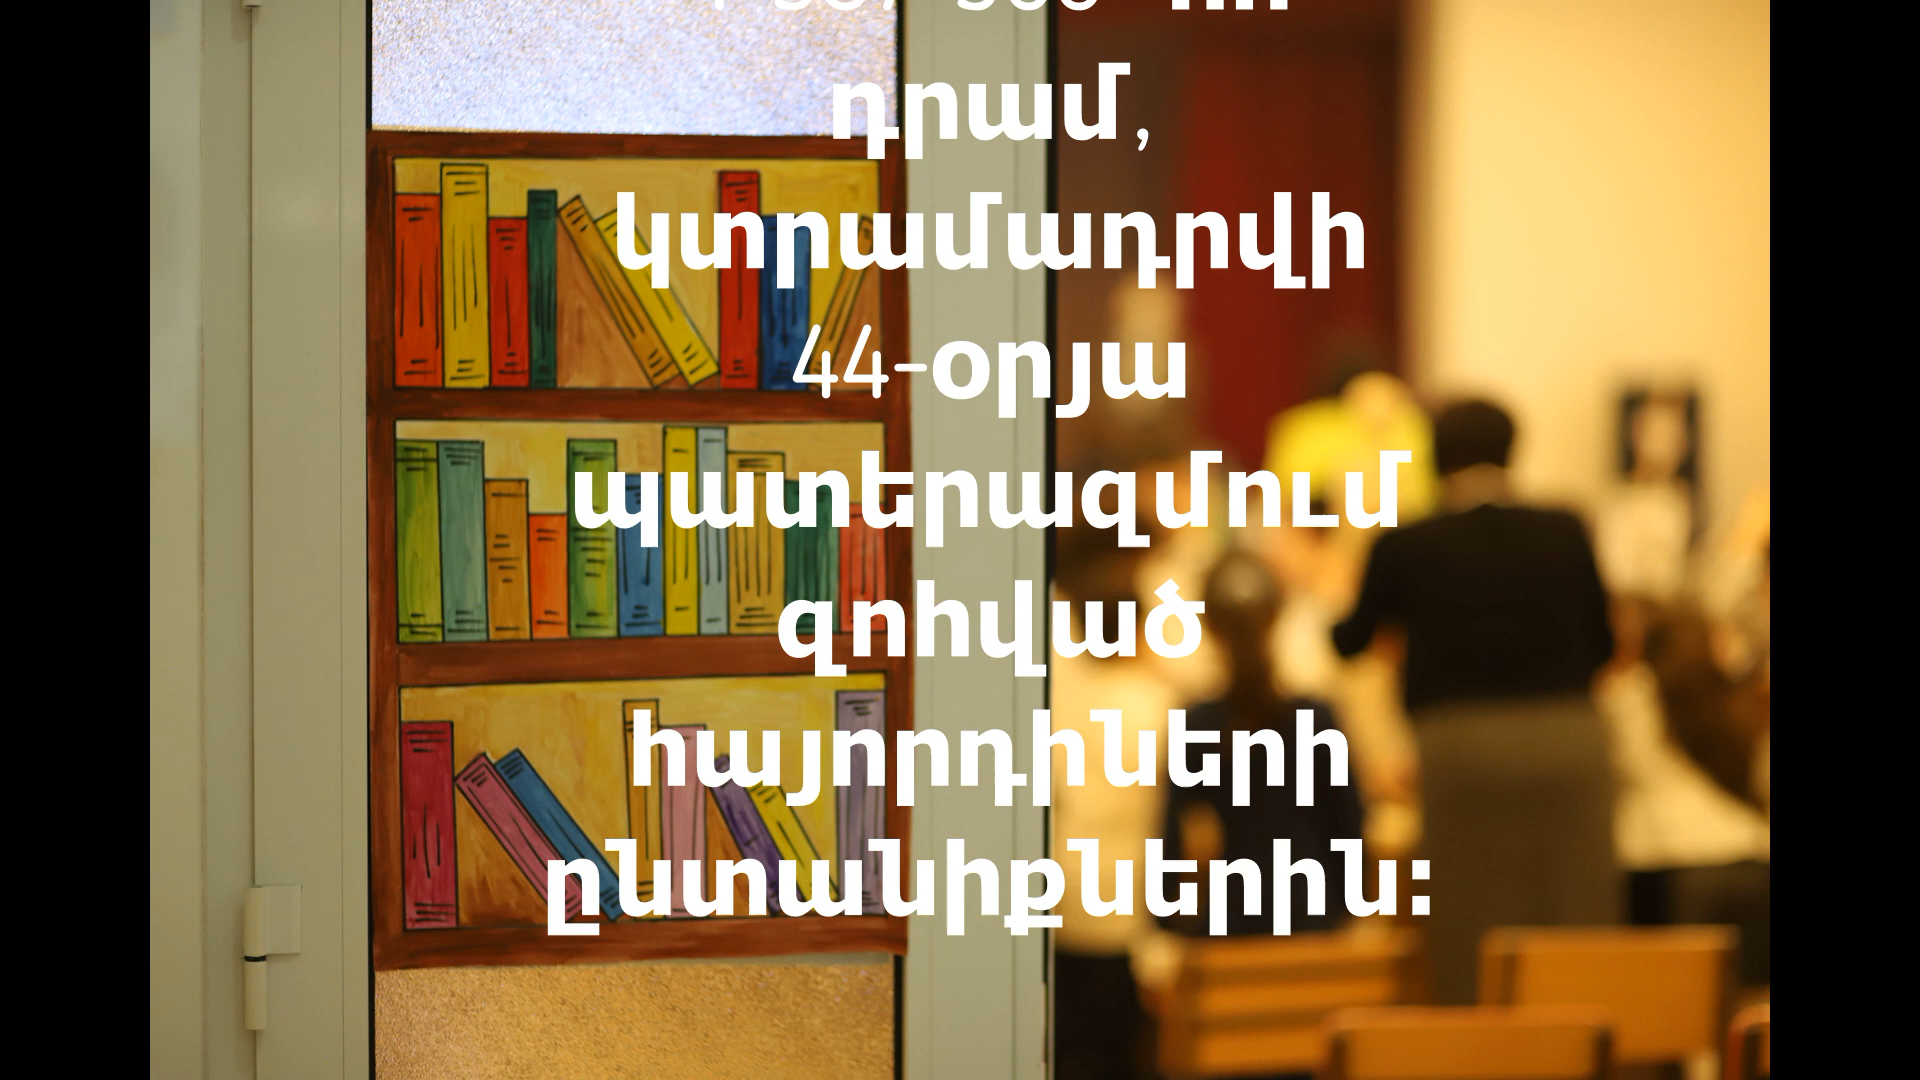 դրամ,
կտրամադրվի
44-օրյա
պատերազմում
զոհված
հայորդիների
ընտանիքներին: